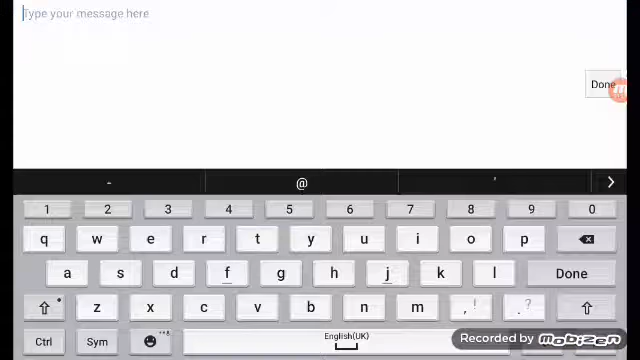 Type your message here
Done
- @ '
1 2 3 4 5 6 7 8 9 0
q w e r t y u i o p
a s d f g h j k l Done
z x c v b n m , ! . ?
Ctrl Sym English(UK)
Recorded by mobizen